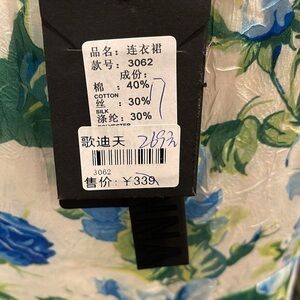 品名：连衣裙
款号：3062
成份：
棉 40%
COTTON
丝： 30%
SILK
涤纶：30%
POLYESTER
歌迪天
3062
售价：￥339